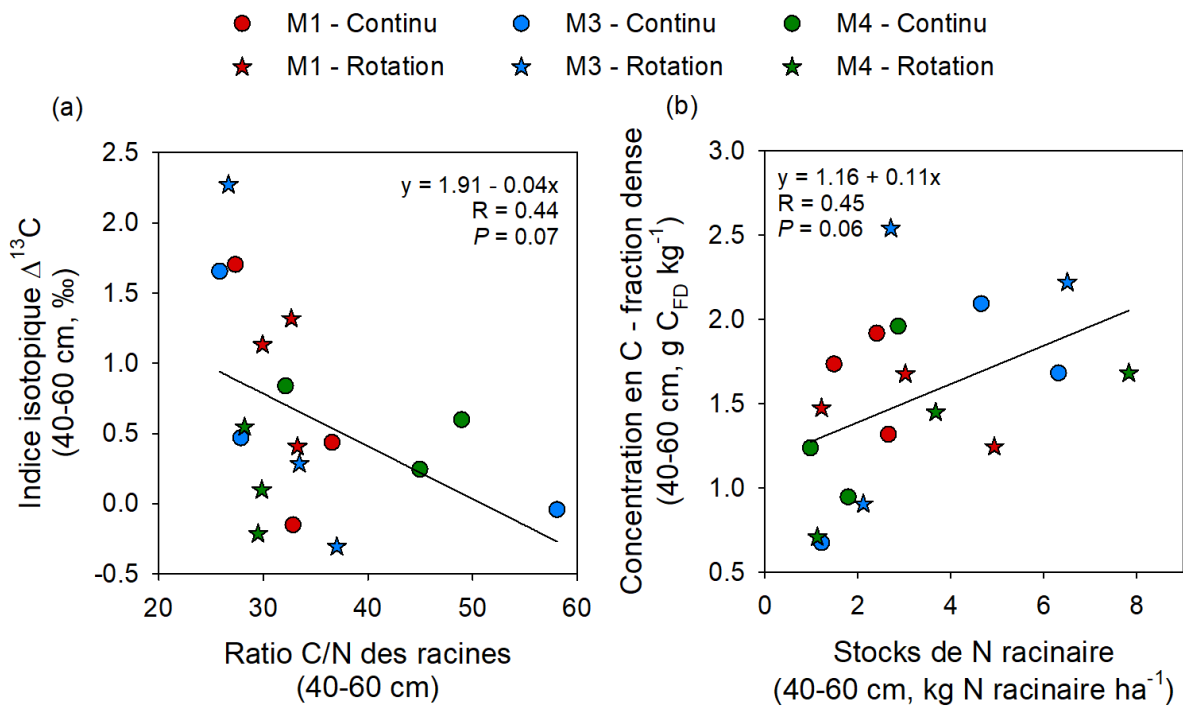 M1 - Continu
M3 - Continu
M4 - Continu
M1 - Rotation
M3 - Rotation
M4 - Rotation
(a)
y = 1.91 - 0.04x
R = 0.44
P = 0.07
Indice isotopique Δ¹³C
(40-60 cm, ‰)
2.5
2.0
1.5
1.0
0.5
0.0
-0.5
20
30
40
50
60
Ratio C/N des racines
(40-60 cm)
(b)
y = 1.16 + 0.11x
R = 0.45
P = 0.06
Concentration en C - fraction dense
(40-60 cm, g C_FD kg⁻¹)
3.0
2.5
2.0
1.5
1.0
0.5
0
2
4
6
8
Stocks de N racinaire
(40-60 cm, kg N racinaire ha⁻¹)